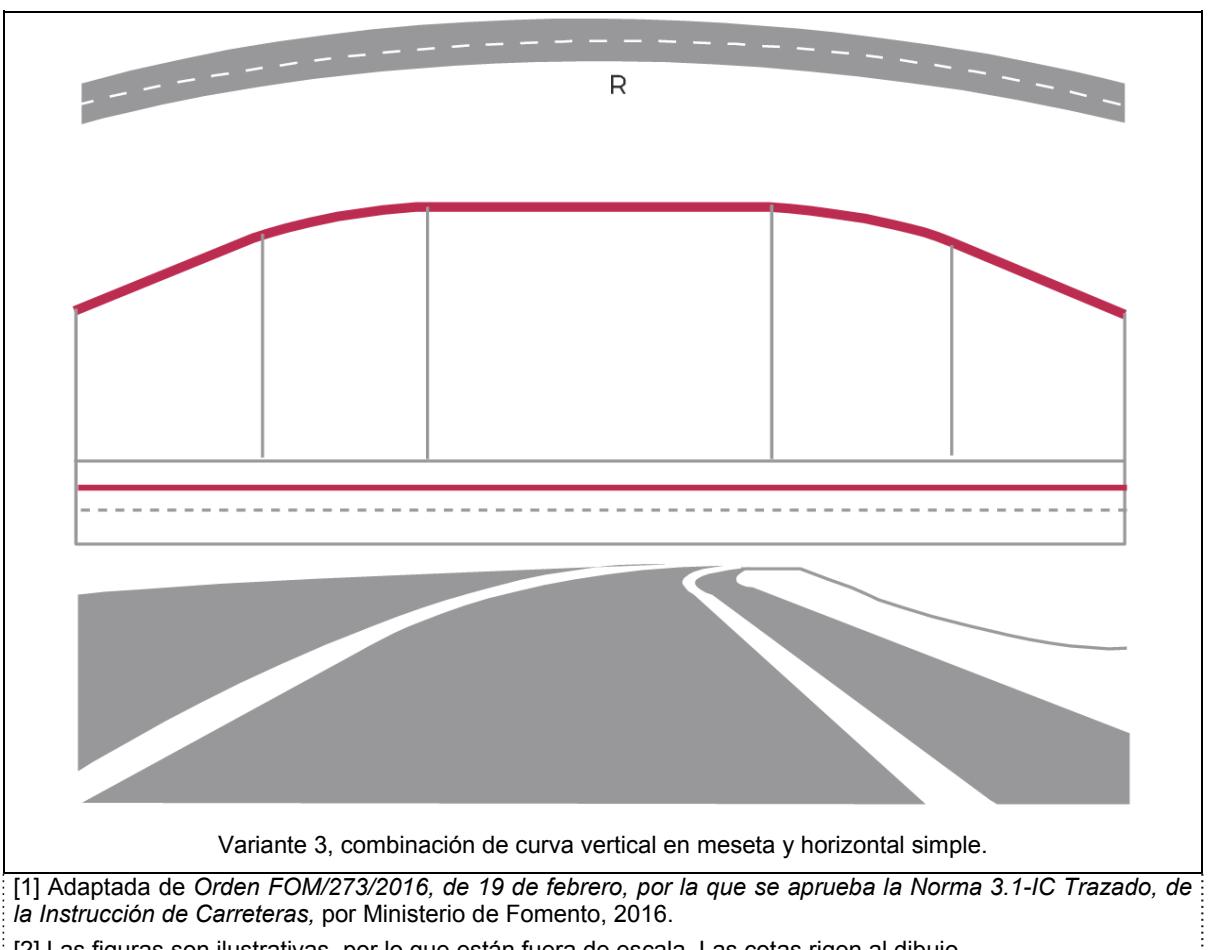 R
Variante 3, combinación de curva vertical en meseta y horizontal simple.
[1] Adaptada de Orden FOM/273/2016, de 19 de febrero, por la que se aprueba la Norma 3.1-IC Trazado, de
la Instrucción de Carreteras, por Ministerio de Fomento, 2016.
[2] Las figuras son ilustrativas, por lo que están fuera de escala. Las cotas rigen al dibujo.